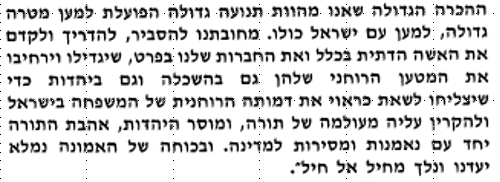 ההכרה הגדולה שאנו מהוות תנועה גדולה הפועלת למען מטרה
גדולה, למען עם ישראל כולו. מחובתנו להסביר, להדריך ולקדם
את האשה הדתית בכלל ואת החברות שלנו בפרט, שיגדילו וירחיבו
את המטען הרוחני שלהן גם בהשכלה וגם ביהדות כדי
שיצליחו לשאת כראוי את דמותה הרוחנית של המשפחה בישראל
ולהקרין עליה מעולמה של תורה, ומוסר היהדות, אהבת התורה
יחד עם נאמנות ומסירות למדינה. ובכוחה של האמונה נמלא
יעדנו ונלך מחיל אל חיל".